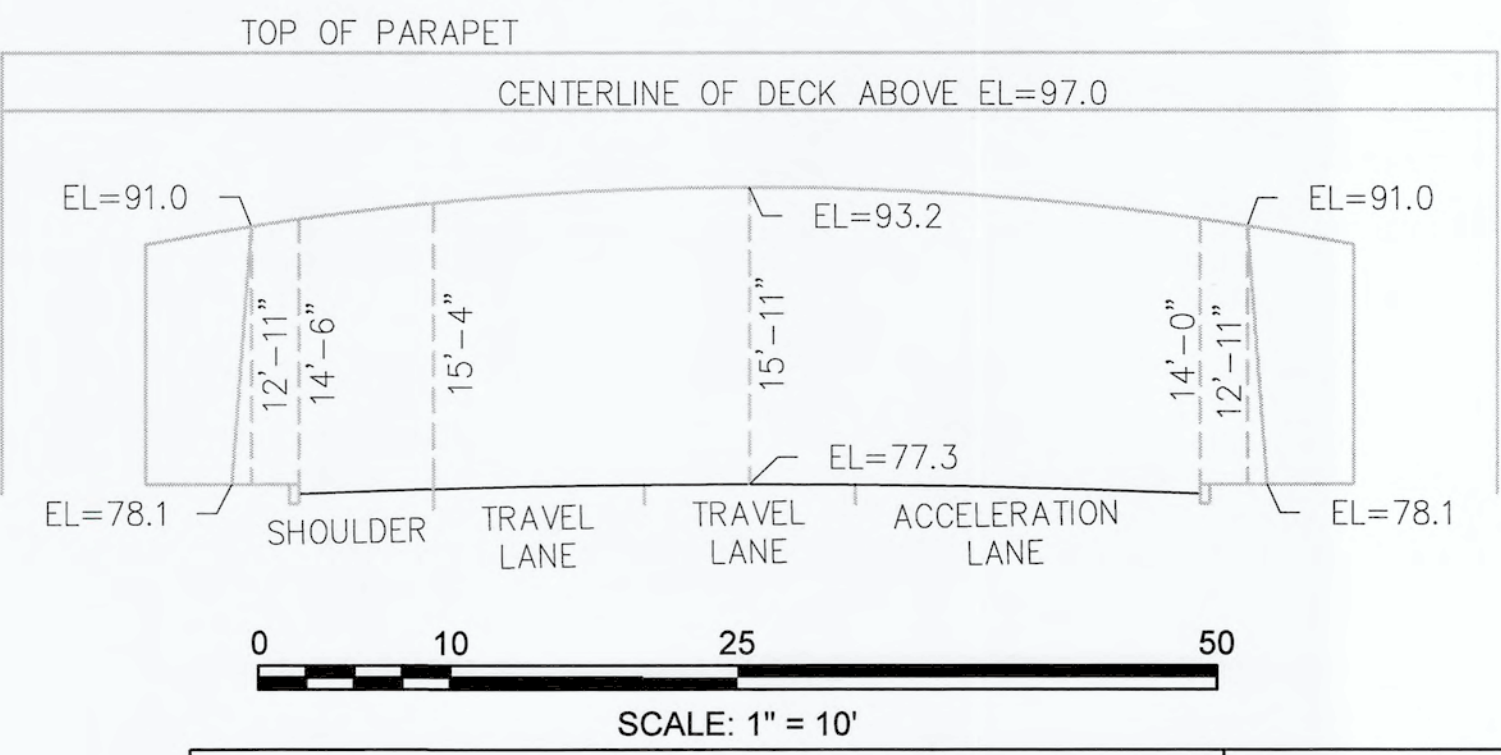 TOP OF PARAPET
CENTERLINE OF DECK ABOVE EL=97.0
EL=91.0
EL=93.2
EL=91.0
12'-11"
14'-6"
15'-4"
15'-11"
14'-0"
12'-11"
EL=77.3
EL=78.1
SHOULDER
TRAVEL
LANE
TRAVEL
LANE
ACCELERATION
LANE
EL=78.1
0 10 25 50
SCALE: 1" = 10'